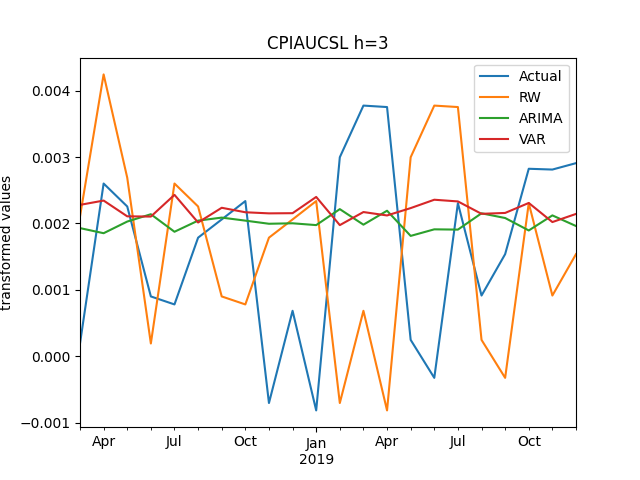 CPIAUCSL h=3
transformed values
0.004
0.003
0.002
0.001
0.000
−0.001
Actual
RW
ARIMA
VAR
Apr Jul Oct Jan Apr Jul Oct
2019